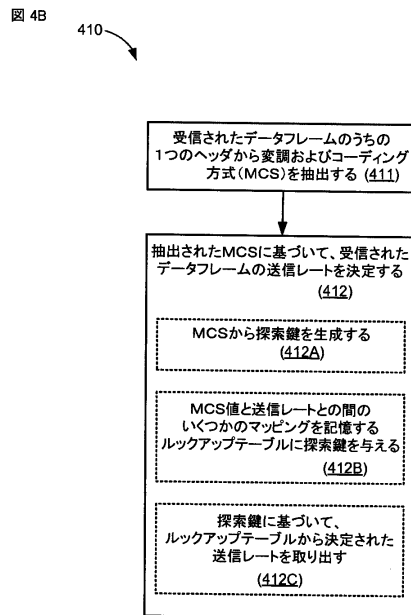 図 4B
410
受信されたデータフレームのうちの
1つのヘッダから変調およびコーディング
方式(MCS)を抽出する (411)
抽出されたMCSに基づいて、受信された
データフレームの送信レートを決定する
(412)
MCSから探索鍵を生成する
(412A)
MCS値と送信レートとの間の
いくつかのマッピングを記憶する
ルックアップテーブルに探索鍵を与える
(412B)
探索鍵に基づいて、
ルックアップテーブルから決定された
送信レートを取り出す
(412C)